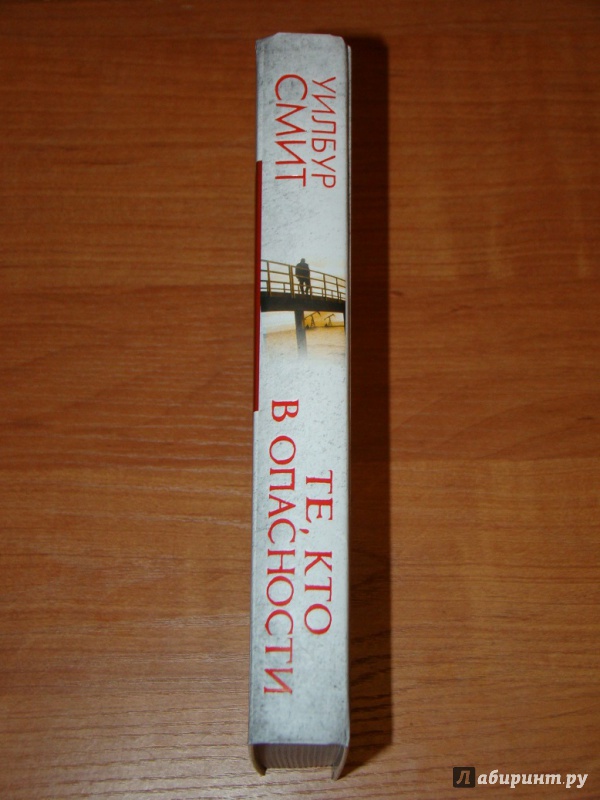 УИЛБУР
СМИТ
ТЕ, КТО
В ОПАСНОСТИ
Лабиринт.ру